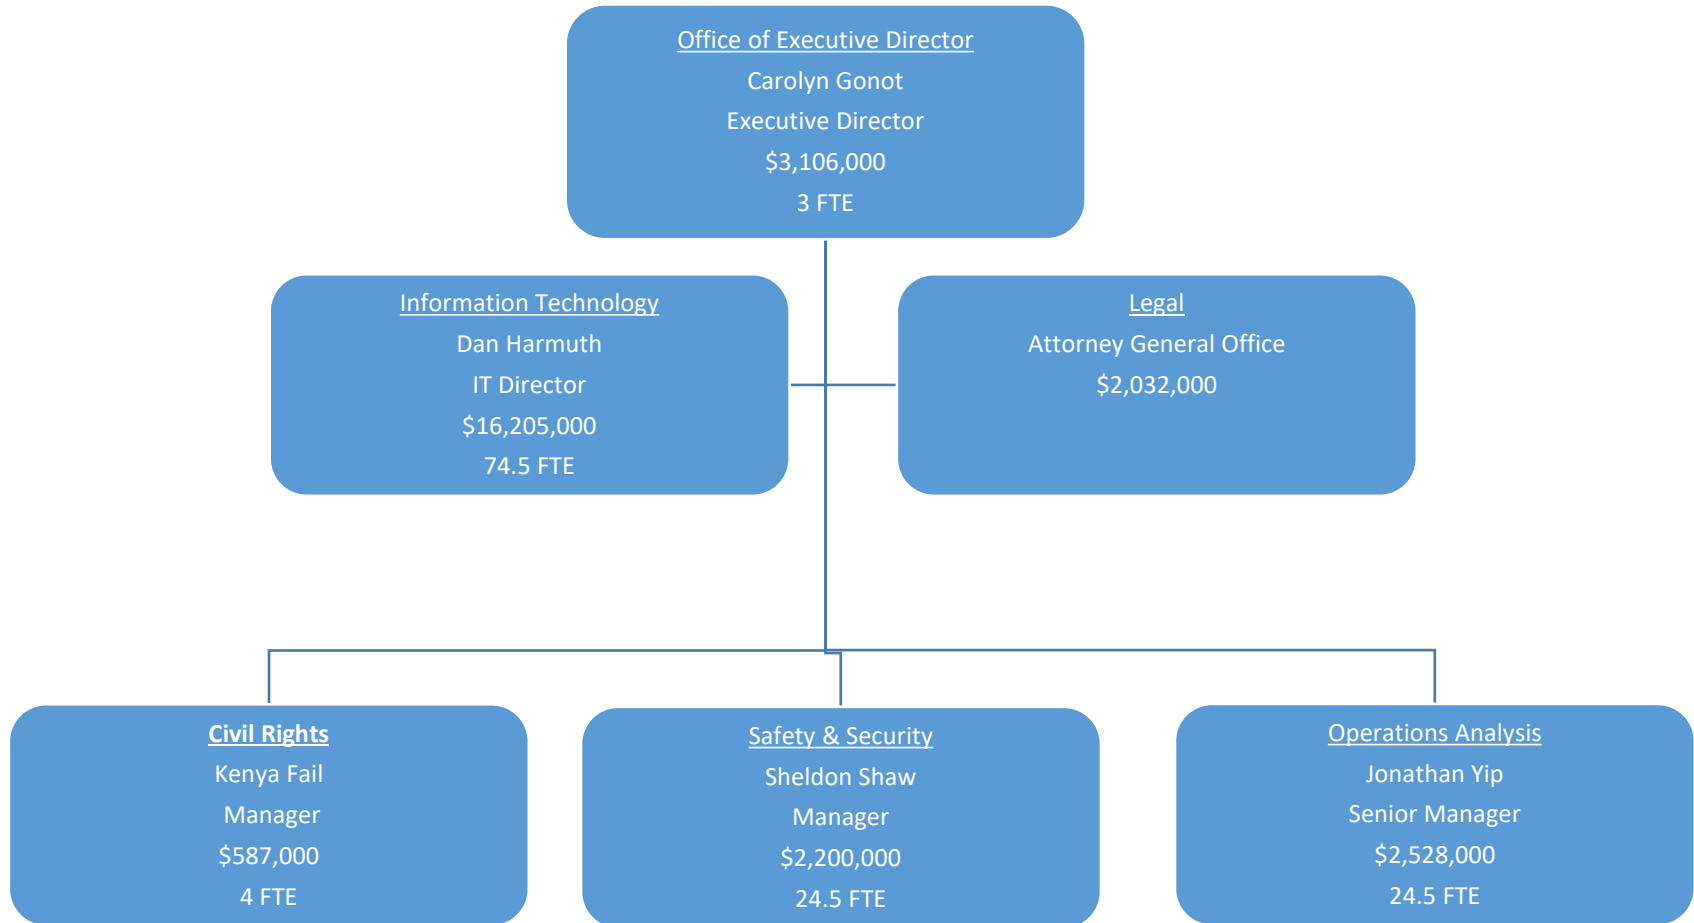 Office of Executive Director
Carolyn Gonot
Executive Director
$3,106,000
3 FTE
Information Technology
Dan Harmuth
IT Director
$16,205,000
74.5 FTE
Legal
Attorney General Office
$2,032,000
Civil Rights
Kenya Fail
Manager
$587,000
4 FTE
Safety & Security
Sheldon Shaw
Manager
$2,200,000
24.5 FTE
Operations Analysis
Jonathan Yip
Senior Manager
$2,528,000
24.5 FTE